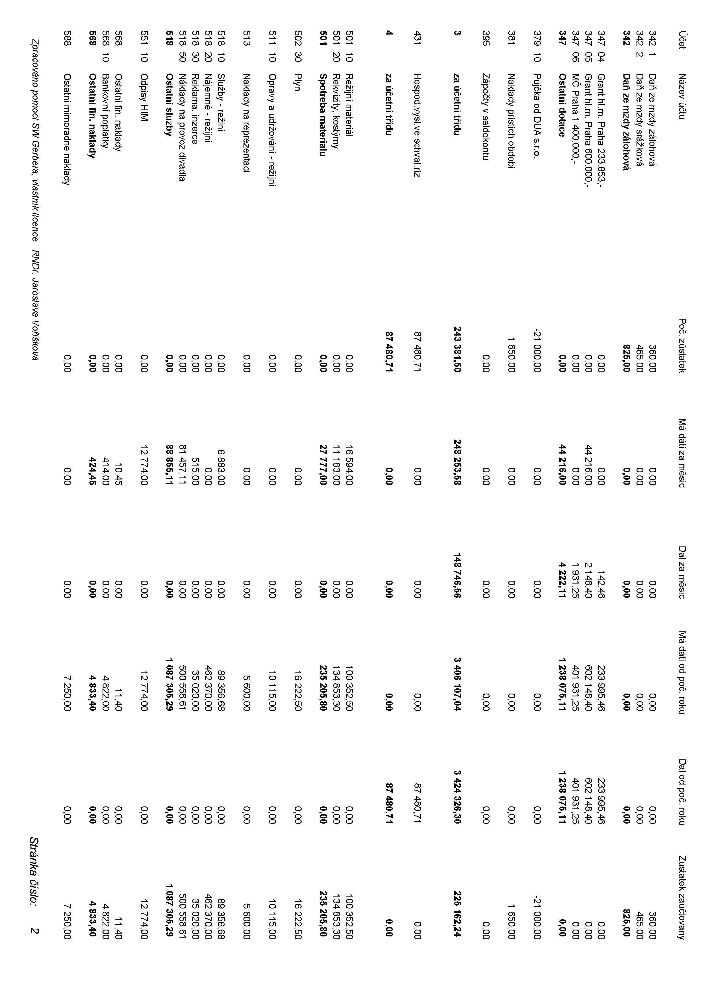 Účet Název účtu Poč. zůstatek Má dáti za měsíc Dal za měsíc Má dáti od poč. roku Dal od poč. roku Zůstatek zaúčtovaný
342 1 Daň ze mzdy zálohová 360,00 0,00 0,00 0,00 0,00 360,00
342 2 Daň ze mzdy srážková 465,00 0,00 0,00 0,00 0,00 465,00
342 Daň ze mzdy zálohová 825,00 0,00 0,00 0,00 0,00 825,00
347 04 Grant hl.m. Praha 233.853,- 0,00 0,00 142,46 233 995,46 233 995,46 0,00
347 05 Grant hl.m. Praha 600.000,- 0,00 44 216,00 2 148,40 602 148,40 602 148,40 0,00
347 06 MČ Praha 1 400.000,- 0,00 0,00 1 931,25 401 931,25 401 931,25 0,00
347 Ostatni dotace 0,00 44 216,00 4 222,11 1 238 075,11 1 238 075,11 0,00
379 10 Půjčka od DUA s.r.o. -21 000,00 0,00 0,00 0,00 0,00 -21 000,00
381 Naklady pristich obdobi 1 650,00 0,00 0,00 0,00 0,00 1 650,00
395 Zápočty v saldokontu 0,00 0,00 0,00 0,00 0,00 0,00
3 za účetní třídu 243 381,50 248 253,58 148 746,56 3 406 107,04 3 424 326,30 225 162,24
431 Hospod.vysl.ve schval.riz 87 480,71 0,00 0,00 0,00 87 480,71 0,00
4 za účetní třídu 87 480,71 0,00 0,00 0,00 87 480,71 0,00
501 10 Režijní materiál 0,00 16 594,00 0,00 100 352,50 0,00 100 352,50
501 20 Rekvizity, kostýmy 0,00 11 183,00 0,00 134 853,30 0,00 134 853,30
501 Spotreba materialu 0,00 27 777,00 0,00 235 205,80 0,00 235 205,80
502 30 Plyn 0,00 0,00 0,00 16 222,50 0,00 16 222,50
511 10 Opravy a udržování - režijní 0,00 0,00 0,00 10 115,00 0,00 10 115,00
513 Naklady na reprezentaci 0,00 0,00 0,00 5 600,00 0,00 5 600,00
518 10 Služby - režiní 0,00 6 883,00 0,00 89 356,68 0,00 89 356,68
518 20 Nájemné - režijní 0,00 0,00 0,00 462 370,00 0,00 462 370,00
518 30 Reklama, inzerce 0,00 515,00 0,00 35 020,00 0,00 35 020,00
518 50 Náklady na provoz divadla 0,00 81 457,11 0,00 500 558,61 0,00 500 558,61
518 Ostatni sluzby 0,00 88 855,11 0,00 1 087 305,29 0,00 1 087 305,29
551 10 Odpisy HIM 0,00 12 774,00 0,00 12 774,00 0,00 12 774,00
568 Ostatni fin. naklady 0,00 10,45 0,00 11,40 0,00 11,40
568 10 Bankovní poplatky 0,00 414,00 0,00 4 822,00 0,00 4 822,00
568 Ostatni fin. naklady 0,00 424,45 0,00 4 833,40 0,00 4 833,40
588 Ostatni mimoradne naklady 0,00 0,00 0,00 7 250,00 0,00 7 250,00
Zpracováno pomocí SW Gerbera, vlastník licence RNDr. Jaroslava Voříšková Stránka číslo: 2